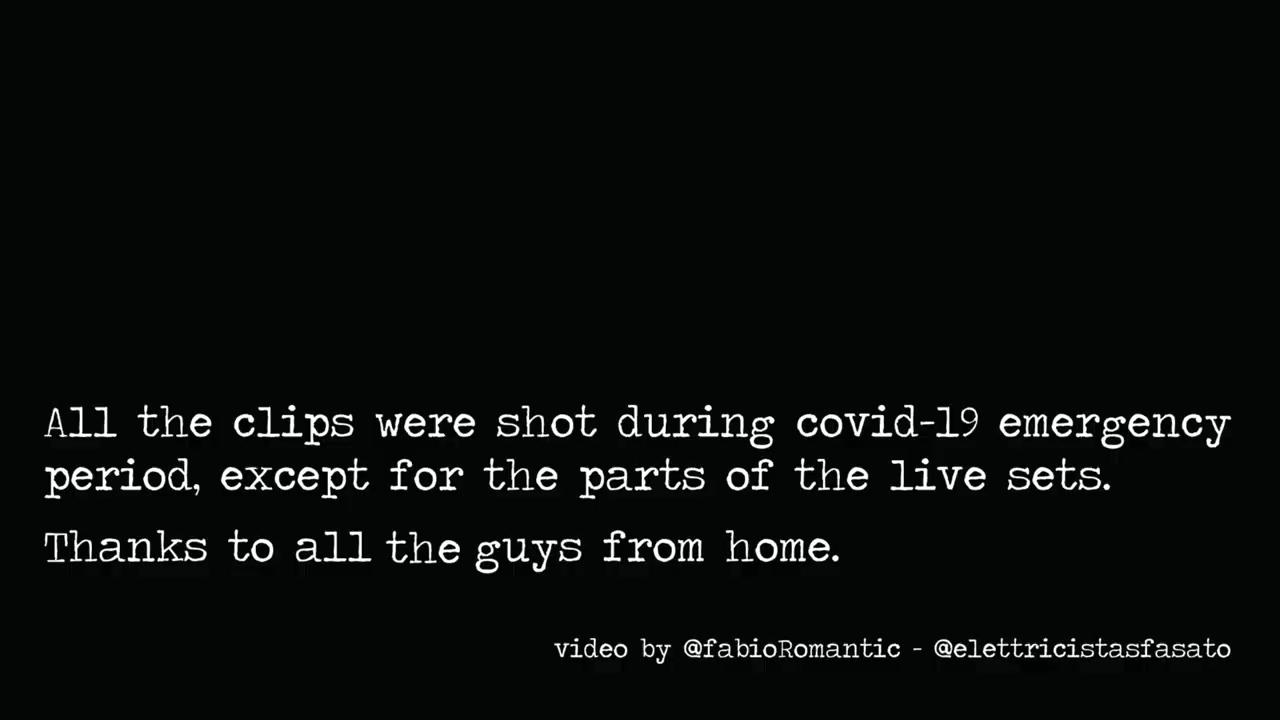 All the clips were shot during covid-19 emergency
period, except for the parts of the live sets.
Thanks to all the guys from home.
video by @fabioRomantic - @elettricistasfasato